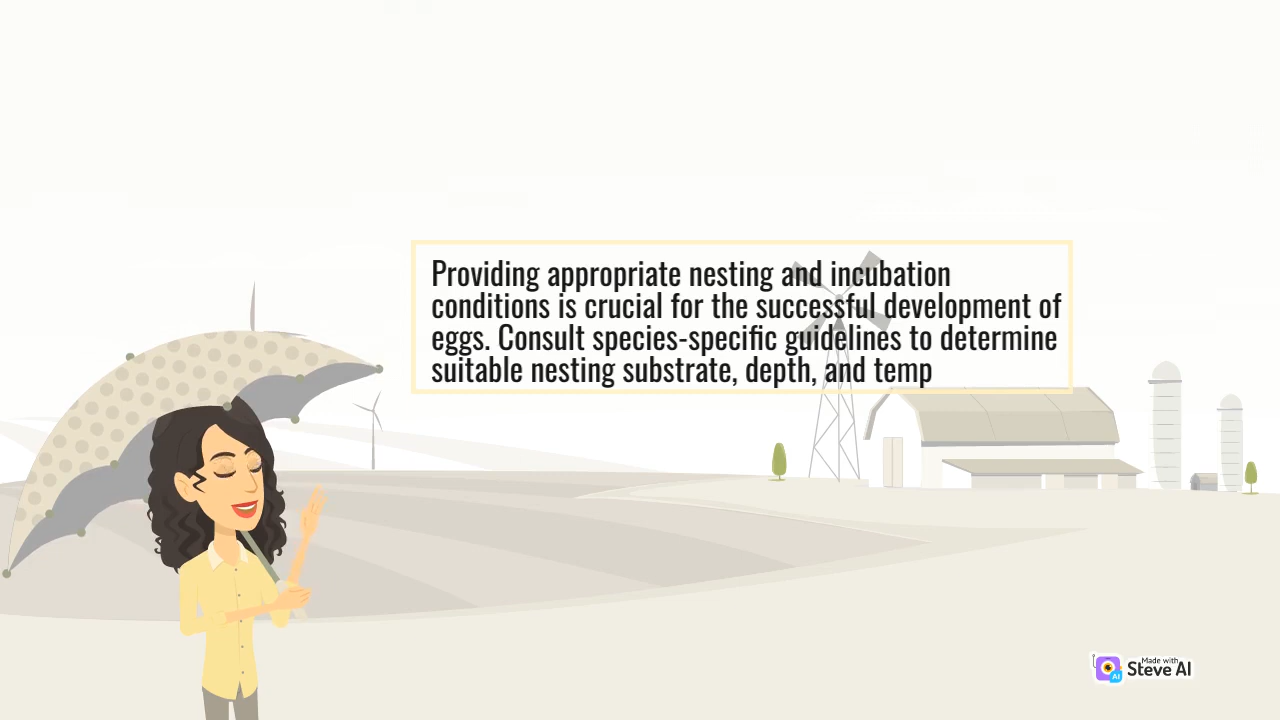 Providing appropriate nesting and incubation
conditions is crucial for the successful development of
eggs. Consult species-specific guidelines to determine
suitable nesting substrate, depth, and temp
Made with
Steve AI
AI